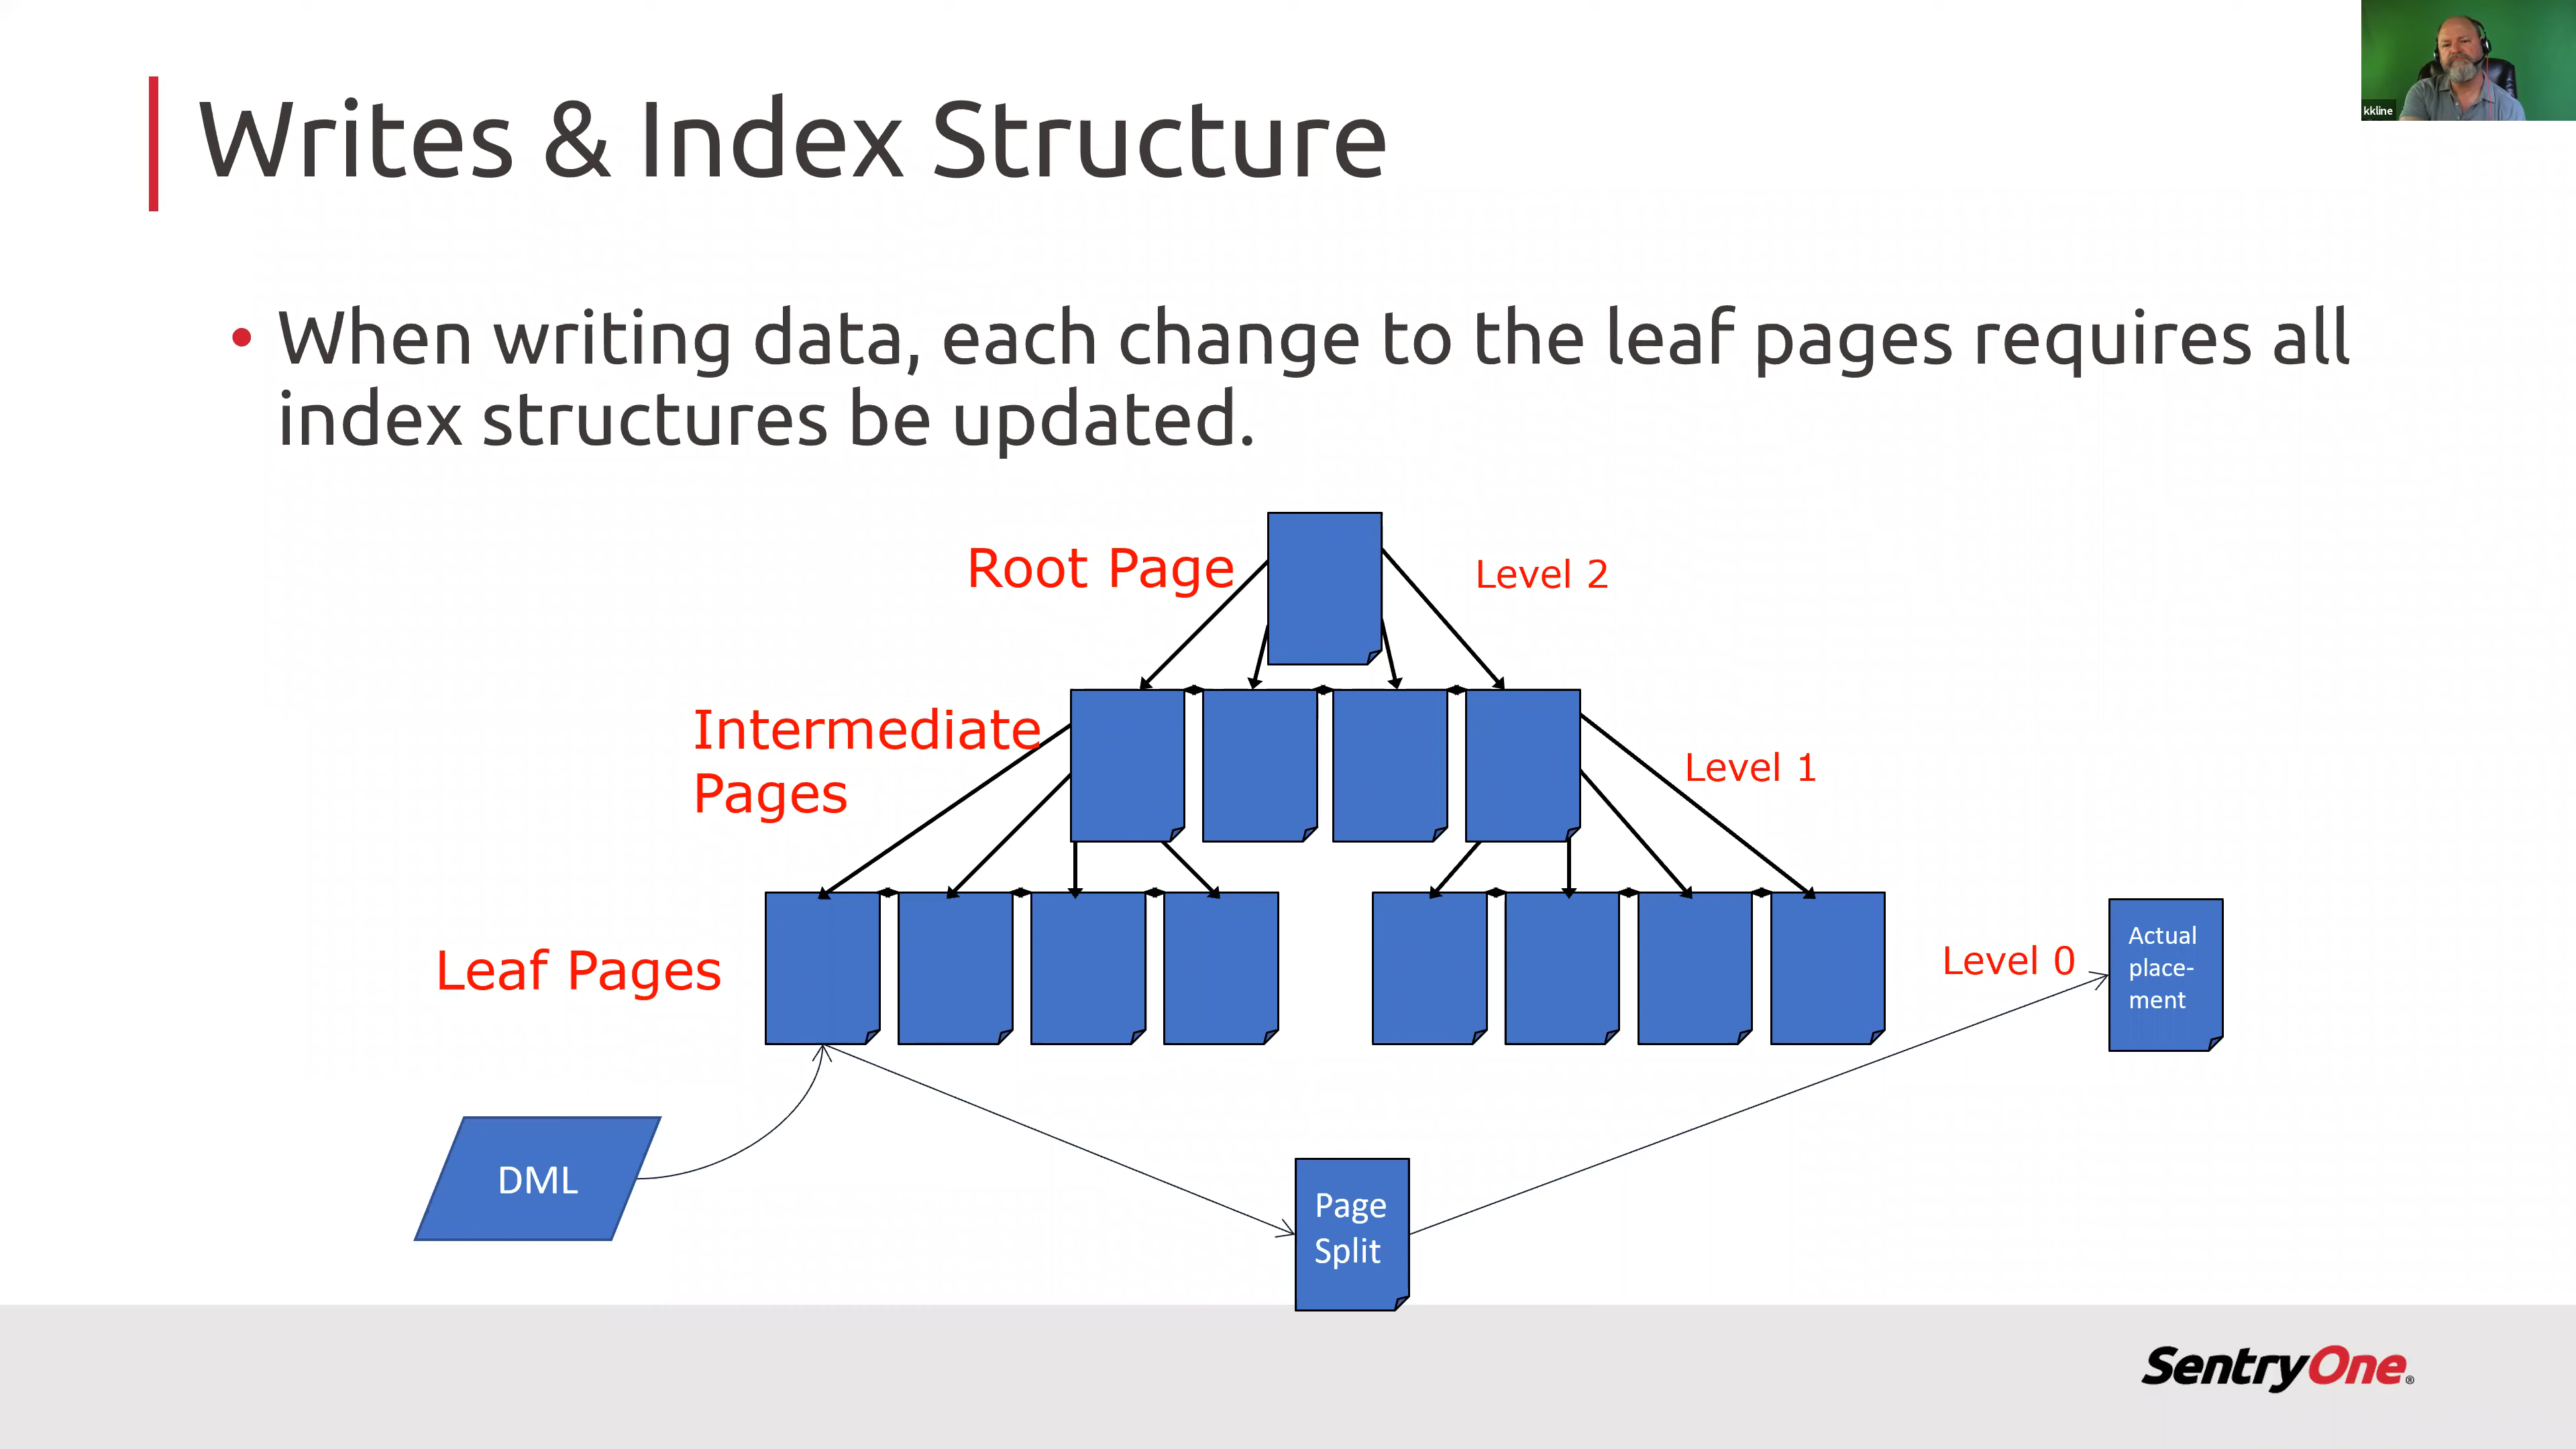 kkline
Writes & Index Structure
• When writing data, each change to the leaf pages requires all
index structures be updated.
Root Page
Level 2
Intermediate
Pages
Level 1
Leaf Pages
Level 0
Actual
place-
ment
DML
Page
Split
SentryOne®